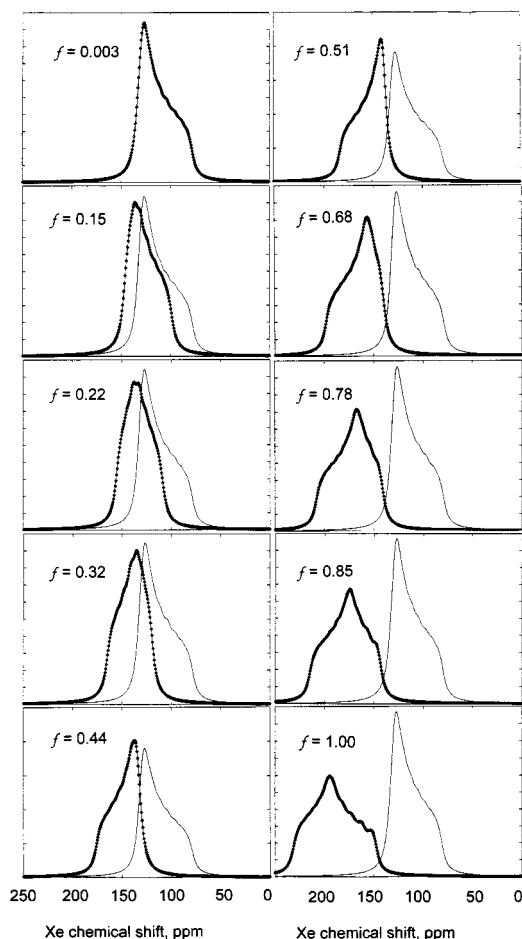 f = 0.003
f = 0.15
f = 0.22
f = 0.32
f = 0.44
250 200 150 100 50 0
Xe chemical shift, ppm
f = 0.51
f = 0.68
f = 0.78
f = 0.85
f = 1.00
200 150 100 50 0
Xe chemical shift, ppm